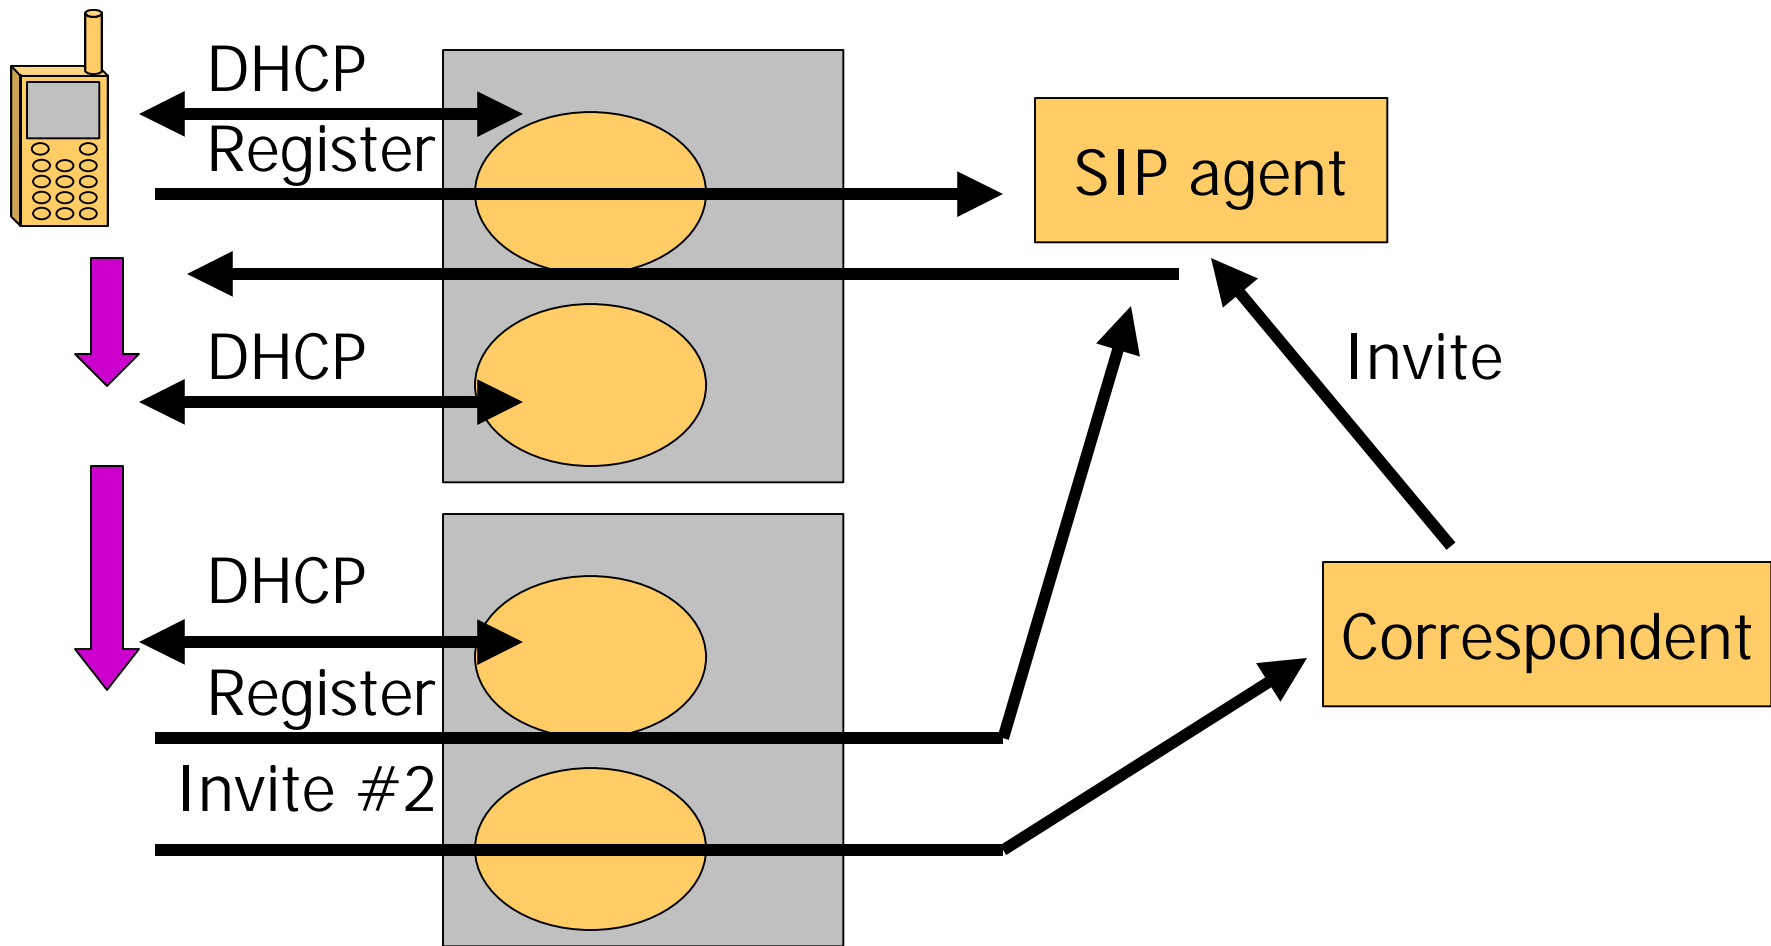 DHCP
Register
SIP agent
DHCP
Invite
DHCP
Correspondent
Register
Invite #2